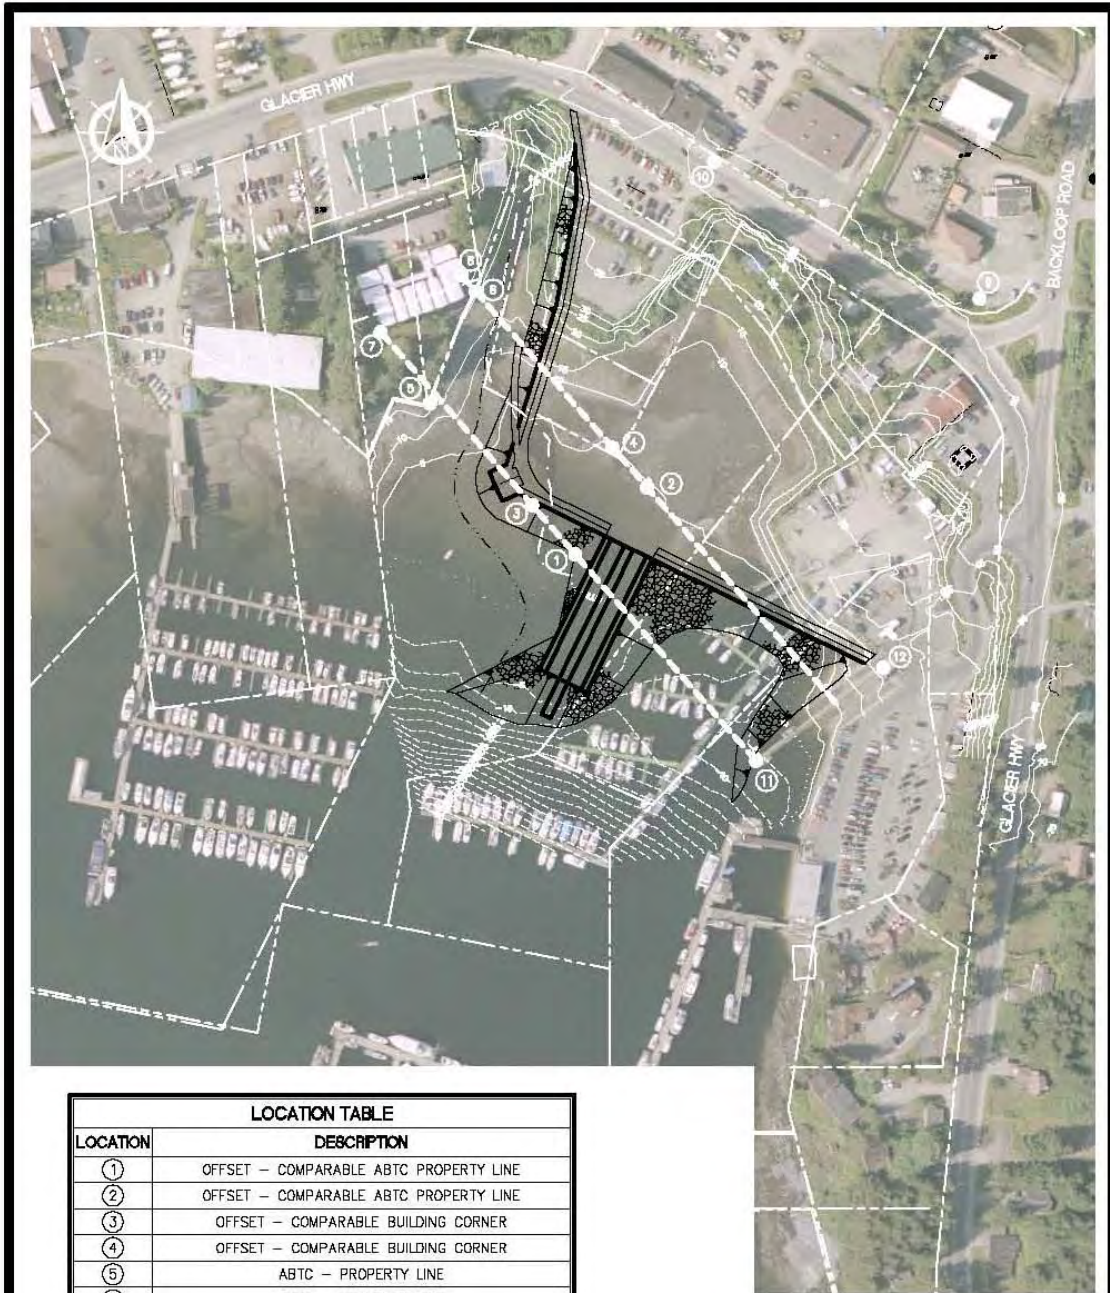 GLACIER HWY
BACKLOOP ROAD
10
9
8
6
7
5
4
2
3
1
12
11
GLACIER HWY
LOCATION TABLE
LOCATION DESCRIPTION
1 OFFSET – COMPARABLE ABTC PROPERTY LINE
2 OFFSET – COMPARABLE ABTC PROPERTY LINE
3 OFFSET – COMPARABLE BUILDING CORNER
4 OFFSET – COMPARABLE BUILDING CORNER
5 ABTC – PROPERTY LINE